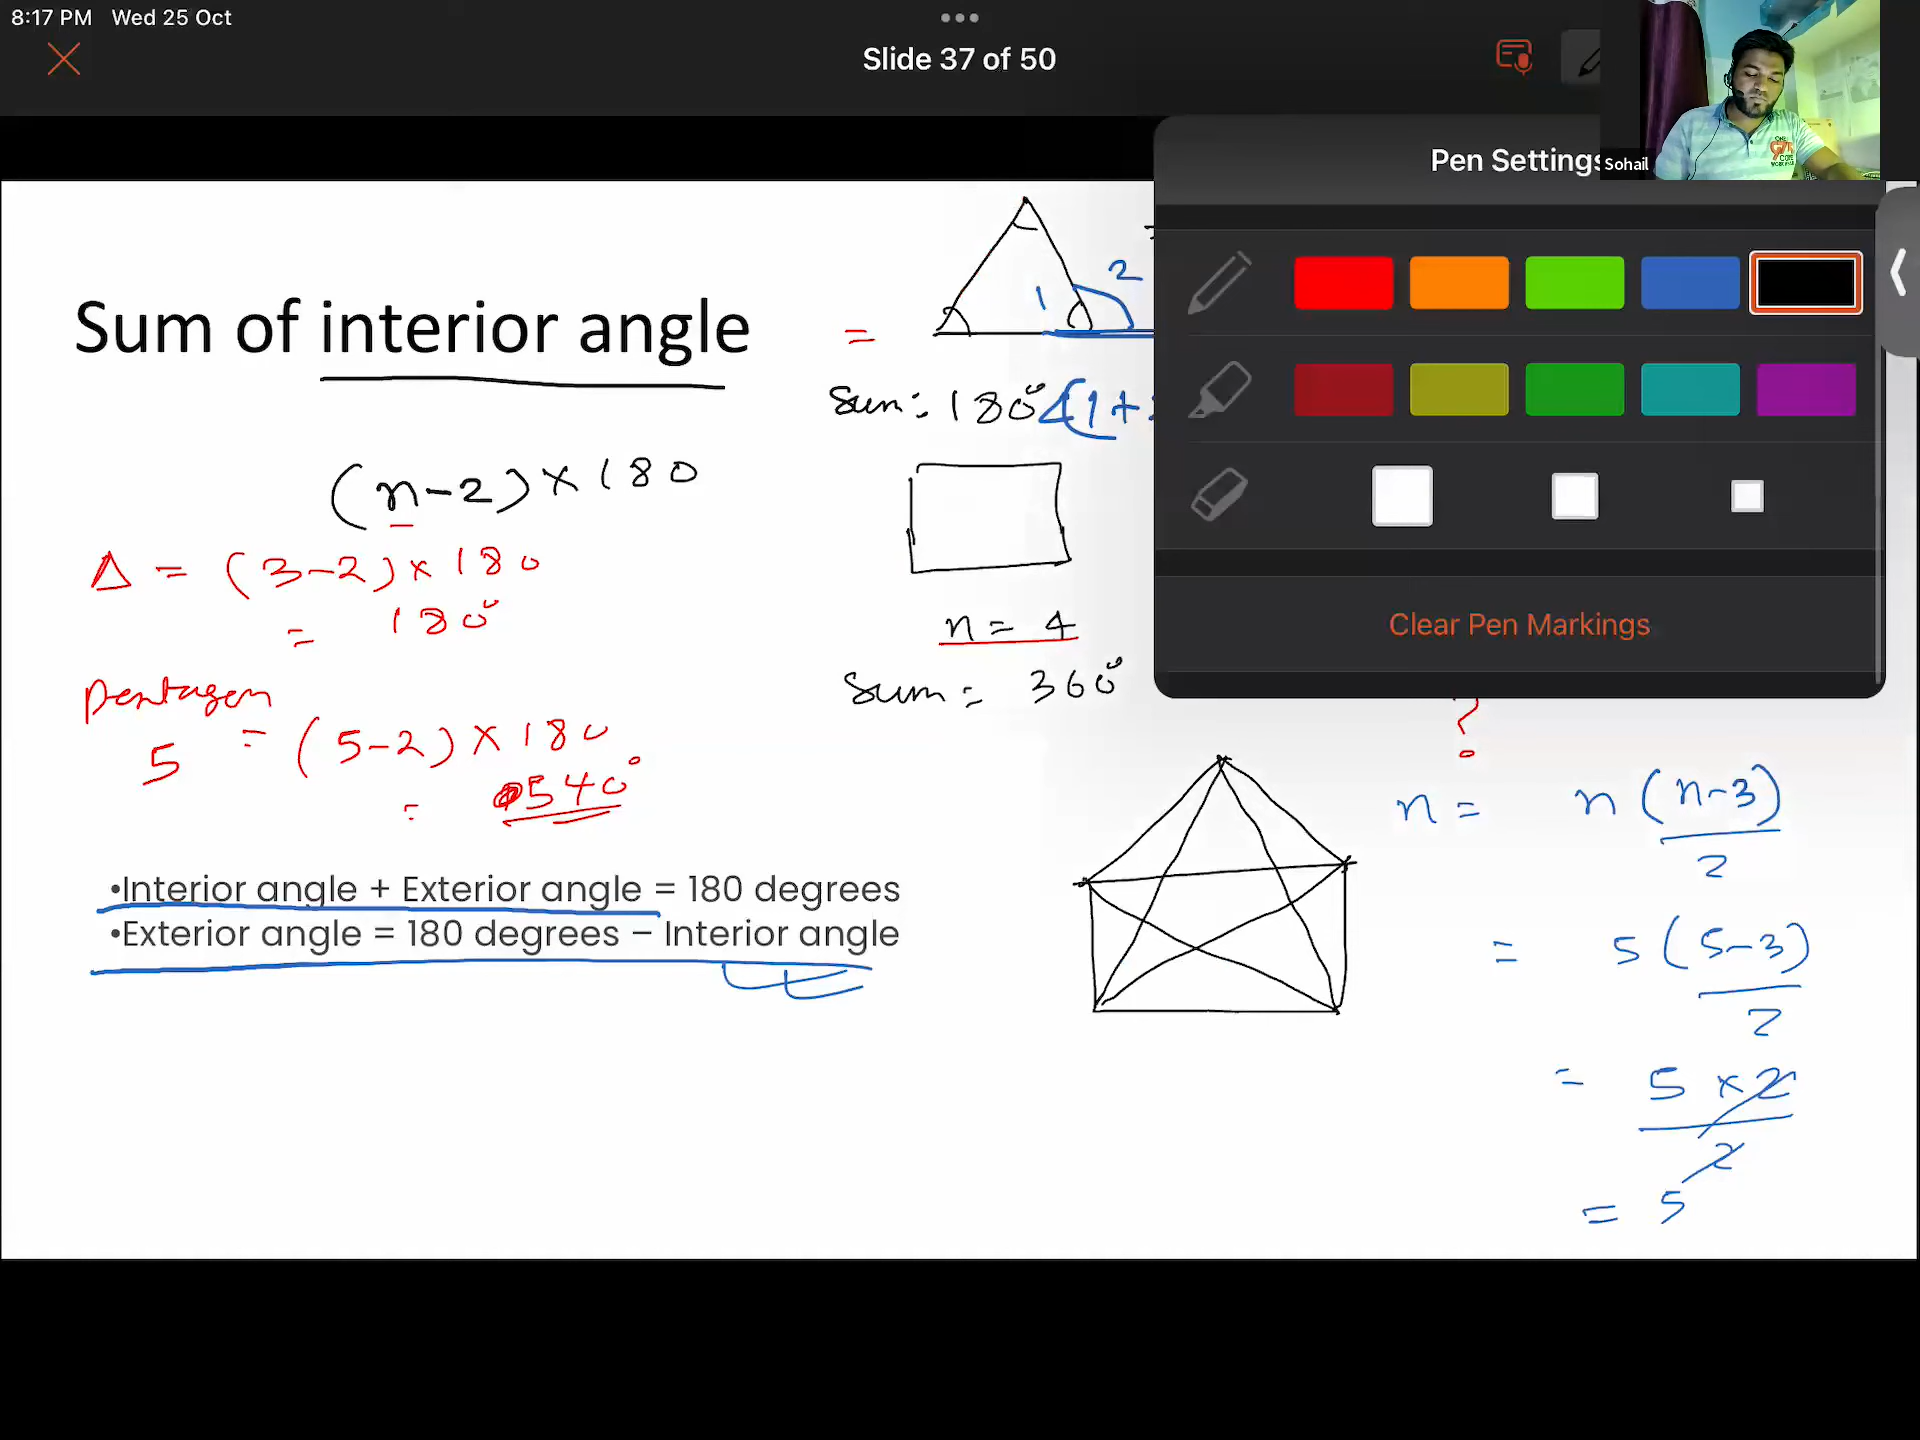 8:17 PM Wed 25 Oct
Slide 37 of 50
Pen Settings
Sohail
Sum of interior angle
=
1 2
Sum = 180° ∠1+
(n-2) × 180
Δ = (3-2) × 180
= 180°
n = 4
Sum = 360°
Clear Pen Markings
Pentagon
5 = (5-2) × 180
= 540°
•Interior angle + Exterior angle = 180 degrees
•Exterior angle = 180 degrees – Interior angle
?
n = n (n-3)
2
= 5 (5-3)
2
= 5 × 2
2
= 5